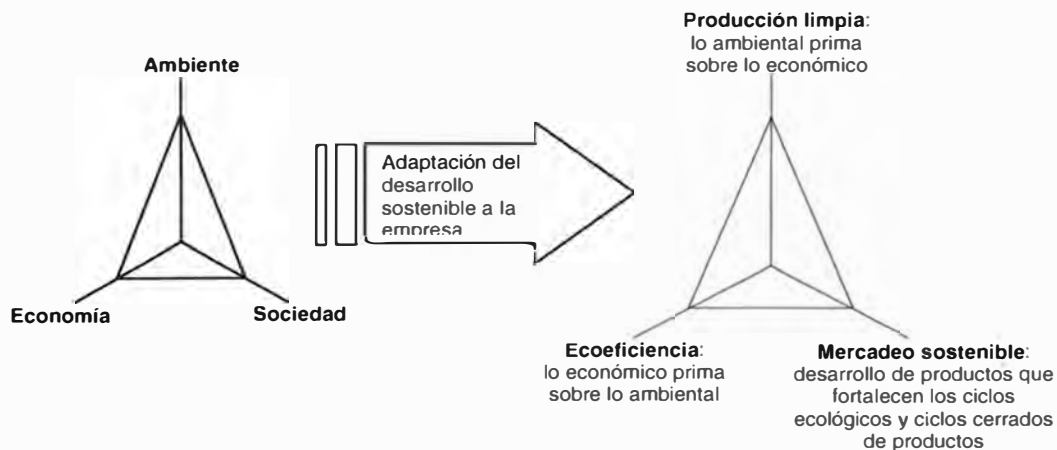 Ambiente
Economía
Sociedad
Adaptación del
desarrollo
sostenible a la
empresa
Producción limpia:
lo ambiental prima
sobre lo económico
Ecoeficiencia:
lo económico prima
sobre lo ambiental
Mercadeo sostenible:
desarrollo de productos que
fortalecen los ciclos
ecológicos y ciclos cerrados
de productos